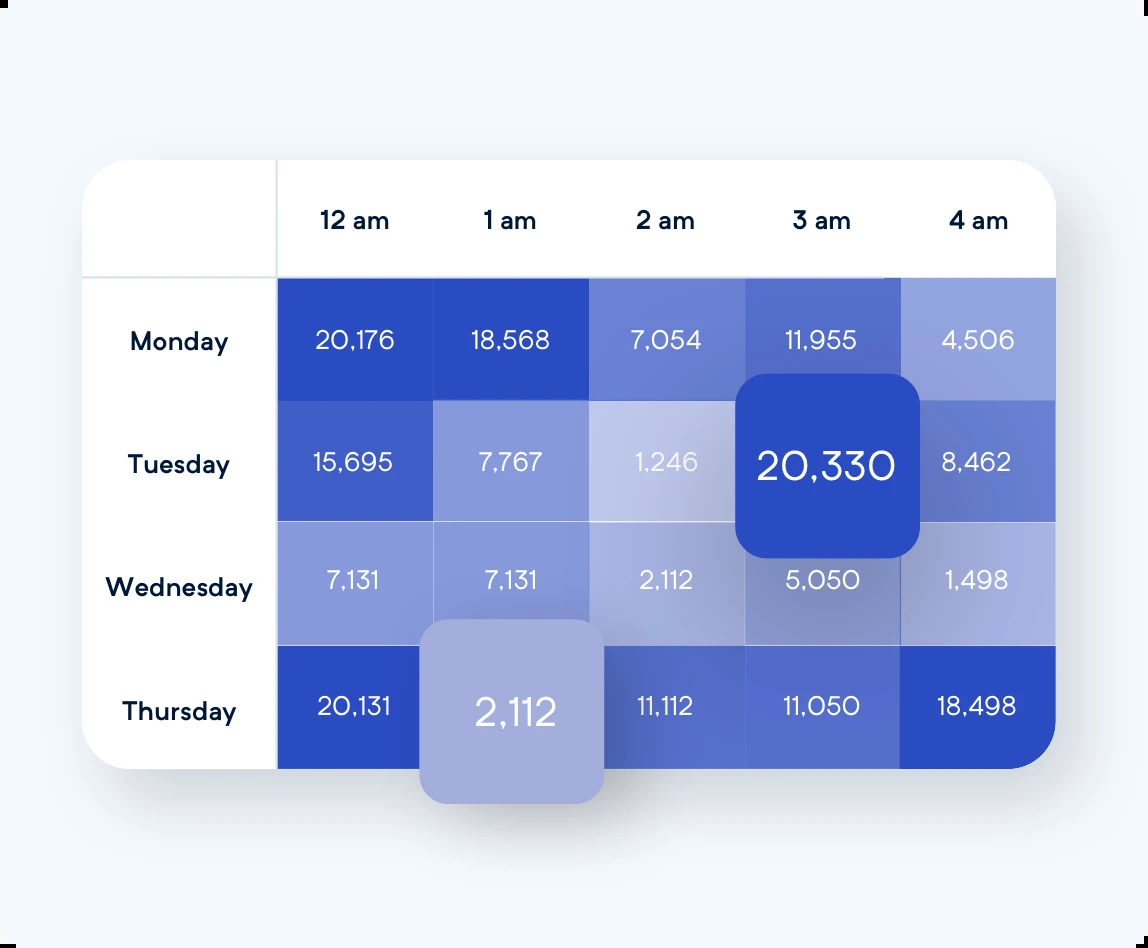 12 am 1 am 2 am 3 am 4 am
Monday 20,176 18,568 7,054 11,955 4,506
Tuesday 15,695 7,767 1,246 20,330 8,462
Wednesday 7,131 7,131 2,112 5,050 1,498
Thursday 20,131 2,112 11,112 11,050 18,498